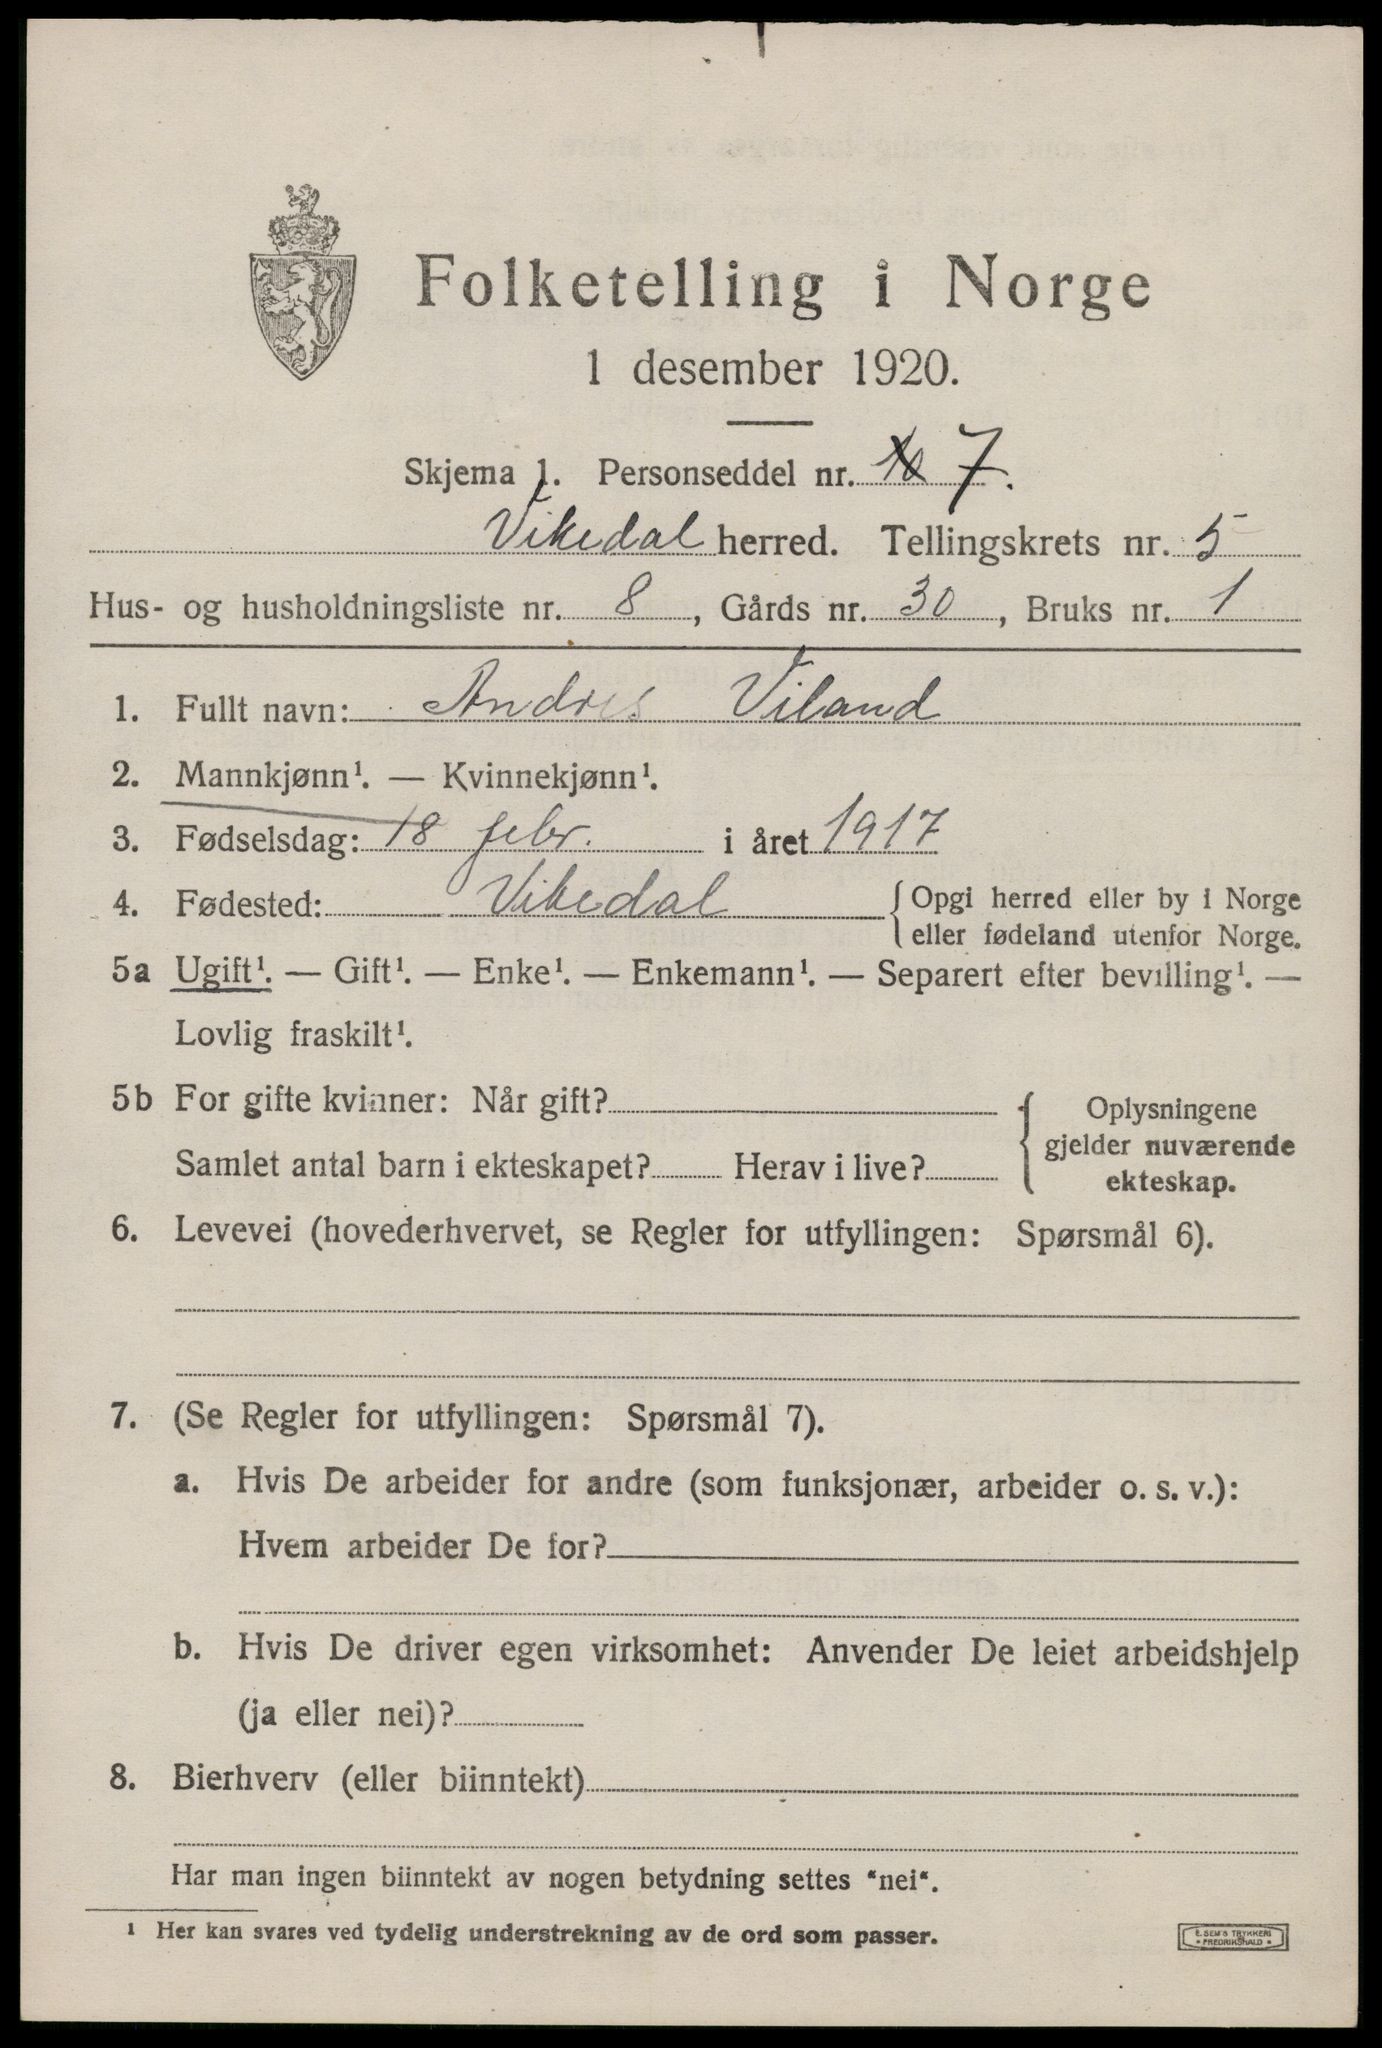 Folketelling i Norge
1 desember 1920.
Skjema 1. Personseddel nr. 10 7.
Vikedal herred. Tellingskrets nr. 5
Hus- og husholdningsliste nr. 8, Gårds nr. 30, Bruks nr. 1
1. Fullt navn: Andres Viland
2. Mannkjønn¹. — Kvinnekjønn¹.
3. Fødselsdag: 18 febr. i året 1917
4. Fødested: Vikedal { Opgi herred eller by i Norge
eller fødeland utenfor Norge.
5a Ugift¹. — Gift¹. — Enke¹. — Enkemann¹. — Separert efter bevilling¹. —
Lovlig fraskilt¹.
5b For gifte kvinner: Når gift? { Oplysningene
gjelder nuværende
Samlet antal barn i ekteskapet? Herav i live? ekteskap.
6. Levevei (hovederhvervet, se Regler for utfyllingen: Spørsmål 6).
7. (Se Regler for utfyllingen: Spørsmål 7).
a. Hvis De arbeider for andre (som funksjonær, arbeider o. s. v.):
Hvem arbeider De for?
b. Hvis De driver egen virksomhet: Anvender De leiet arbeidshjelp
(ja eller nei)?
8. Bierhverv (eller biinntekt)
Har man ingen biinntekt av nogen betydning settes "nei".
¹ Her kan svares ved tydelig understrekning av de ord som passer.
E. SEM'S TRYKKERI
• FREDRIKSHALD •